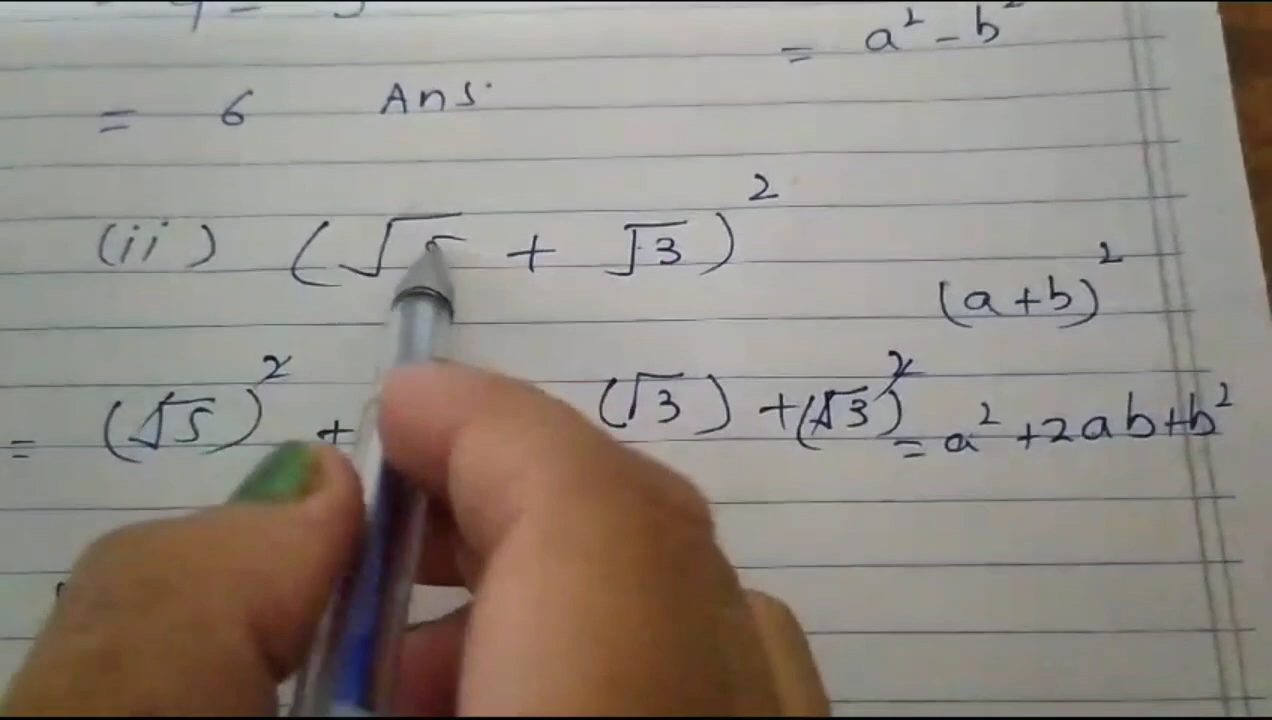 = a² - b²
= 6 Ans.
(ii) (√5 + √3)²
(a+b)²
(√5)² + (√3) + (√3)²
= a² + 2ab + b²